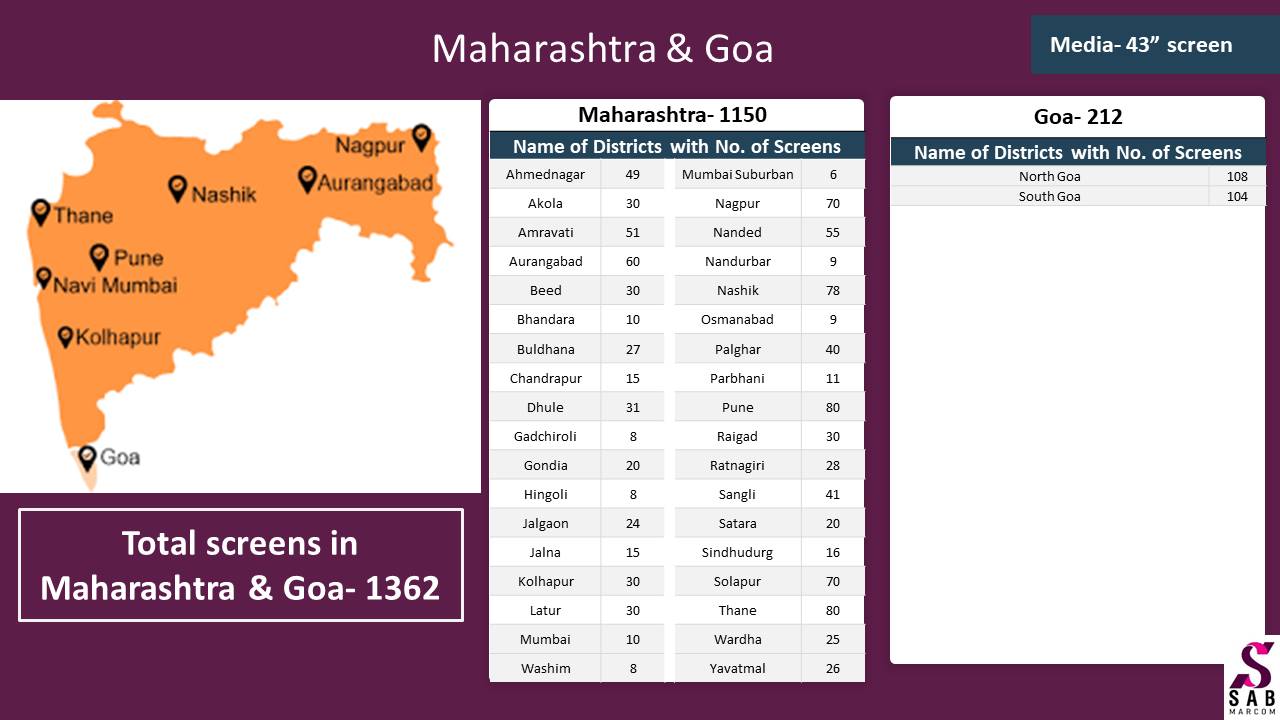 Maharashtra & Goa
Media- 43” screen
Nagpur
Aurangabad
Nashik
Thane
Pune
Navi Mumbai
Kolhapur
Goa
Total screens in
Maharashtra & Goa- 1362
Maharashtra- 1150
Name of Districts with No. of Screens
Ahmednagar 49 Mumbai Suburban 6
Akola 30 Nagpur 70
Amravati 51 Nanded 55
Aurangabad 60 Nandurbar 9
Beed 30 Nashik 78
Bhandara 10 Osmanabad 9
Buldhana 27 Palghar 40
Chandrapur 15 Parbhani 11
Dhule 31 Pune 80
Gadchiroli 8 Raigad 30
Gondia 20 Ratnagiri 28
Hingoli 8 Sangli 41
Jalgaon 24 Satara 20
Jalna 15 Sindhudurg 16
Kolhapur 30 Solapur 70
Latur 30 Thane 80
Mumbai 10 Wardha 25
Washim 8 Yavatmal 26
Goa- 212
Name of Districts with No. of Screens
North Goa 108
South Goa 104
SAB
MARCOM